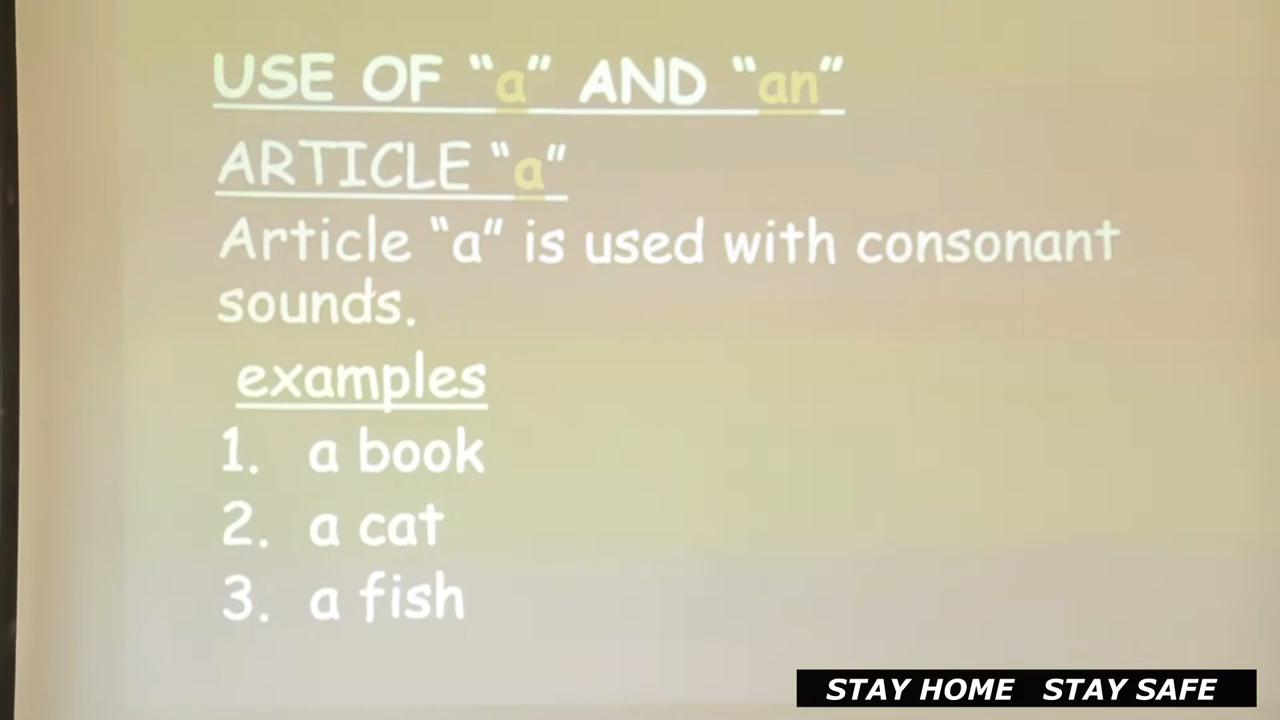 USE OF “a” AND “an”
ARTICLE “a”
Article “a” is used with consonant
sounds.
examples
1. a book
2. a cat
3. a fish
STAY HOME STAY SAFE